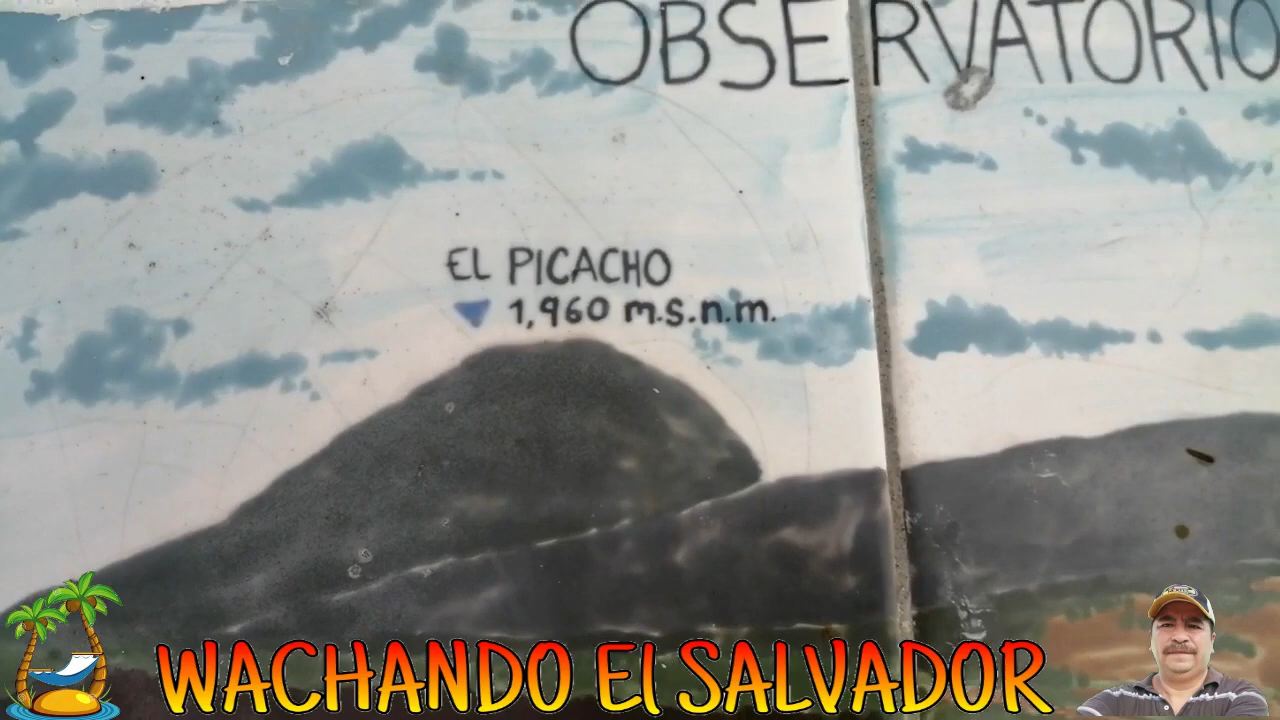 OBSERVATORIO
EL PICACHO
1,960 m.s.n.m.
WACHANDO El SALVADOR